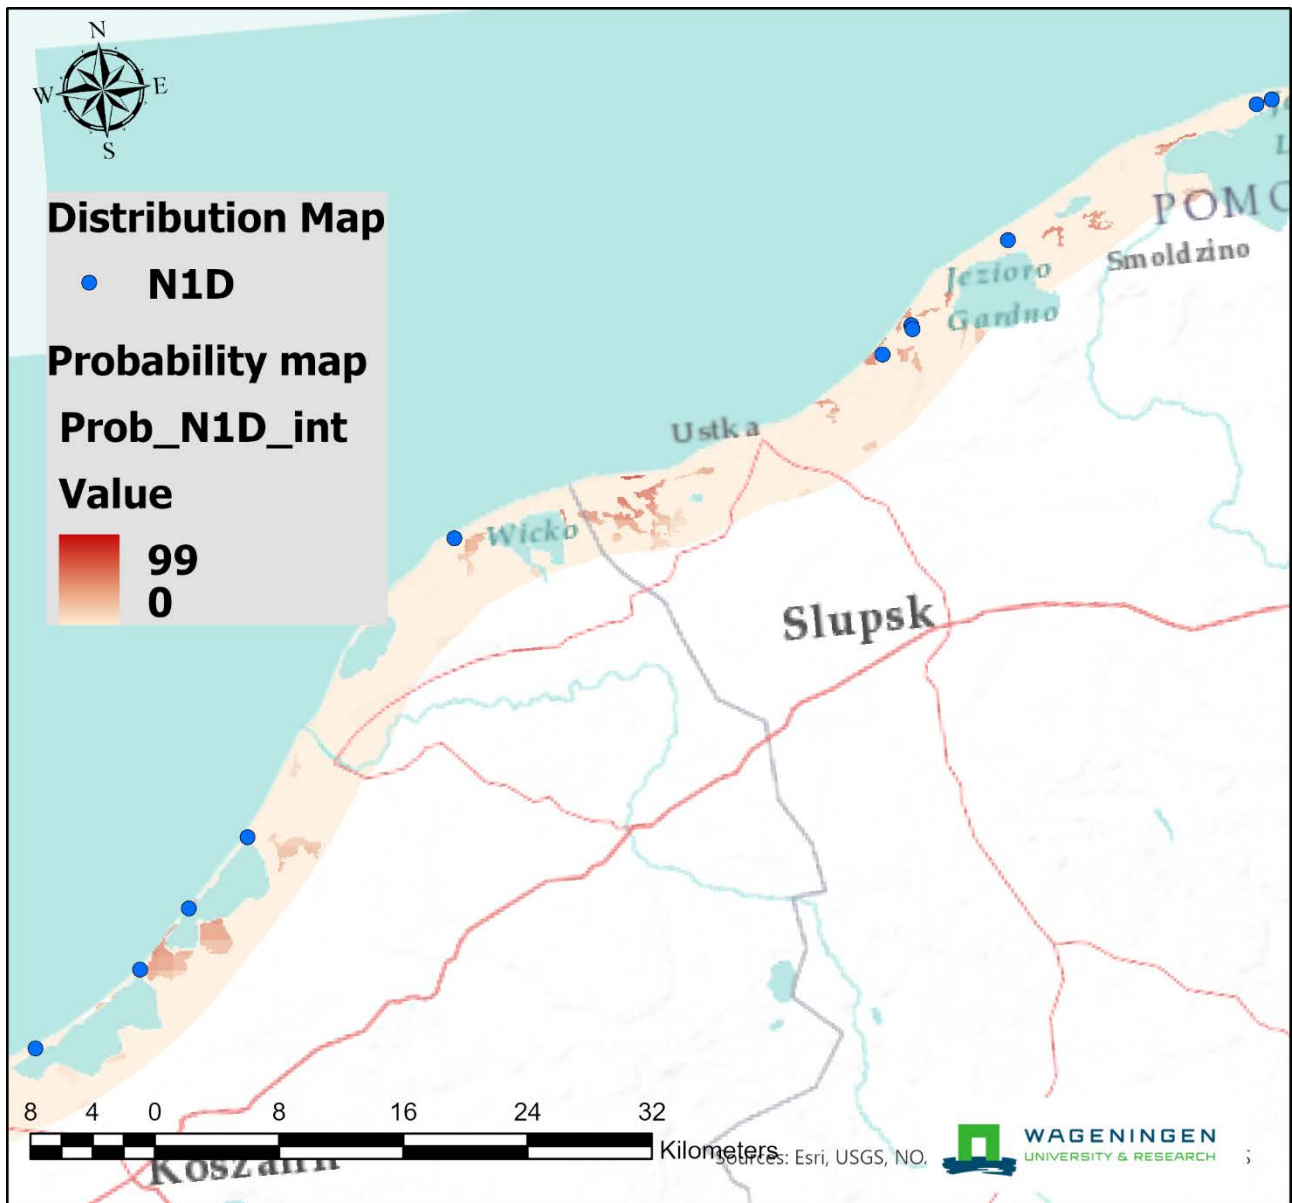 N
W E
S
Distribution Map
N1D
Probability map
Prob_N1D_int
Value
99
0
POMO
Smoldzino
Jezioro
Gardno
Ustka
Wicko
Slupsk
8 4 0 8 16 24 32
Kilometers
Koszalin
Sources: Esri, USGS, NO.
WAGENINGEN
UNIVERSITY & RESEARCH